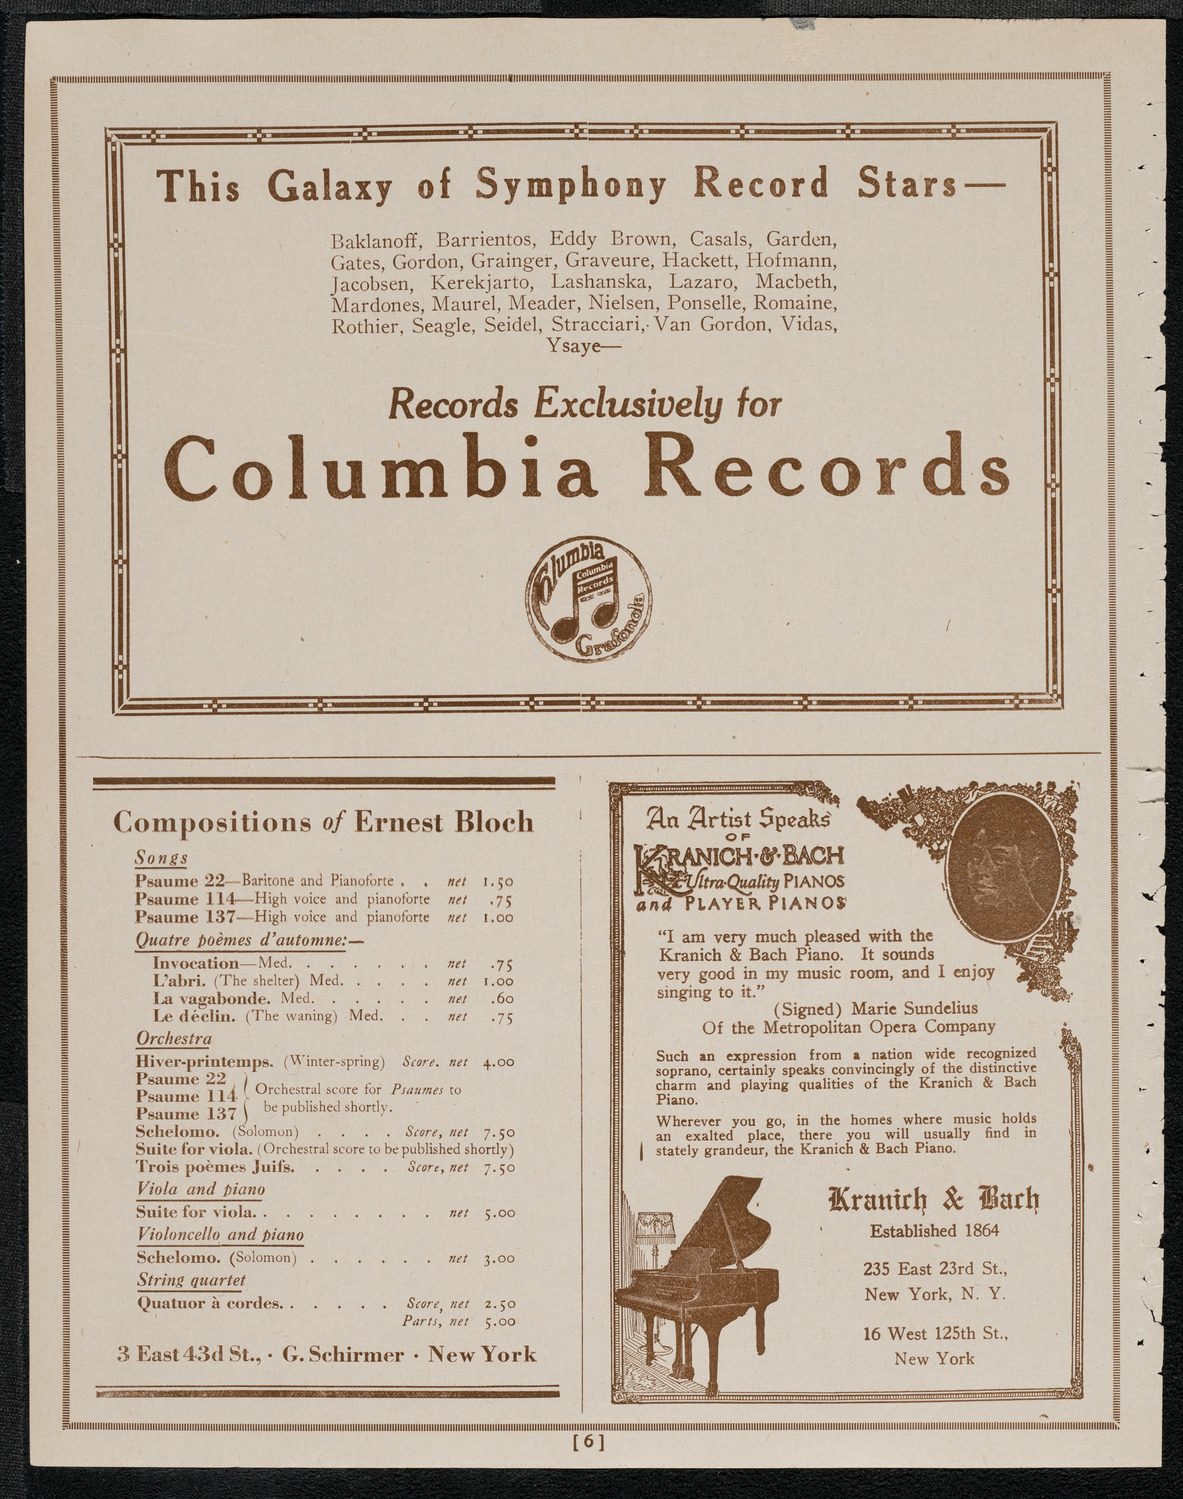 This Galaxy of Symphony Record Stars—
Baklanoff, Barrientos, Eddy Brown, Casals, Garden,
Gates, Gordon, Grainger, Graveure, Hackett, Hofmann,
Jacobsen, Kerekjarto, Lashanska, Lazaro, Macbeth,
Mardones, Maurel, Meader, Nielsen, Ponselle, Romaine,
Rothier, Seagle, Seidel, Stracciari, Van Gordon, Vidas,
Ysaye—
Records Exclusively for
Columbia Records
Columbia
Columbia
Records
Grafonola
Compositions of Ernest Bloch
Songs
Psaume 22—Baritone and Pianoforte . . net 1.50
Psaume 114—High voice and pianoforte net .75
Psaume 137—High voice and pianoforte net 1.00
Quatre poèmes d'automne:—
Invocation—Med. . . . . . . net .75
L'abri. (The shelter) Med. . . . . net 1.00
La vagabonde. Med. . . . . . net .60
Le déclin. (The waning) Med. . . net .75
Orchestra
Hiver-printemps. (Winter-spring) Score. net 4.00
Psaume 22
Psaume 114 } Orchestral score for Psaumes to
Psaume 137 be published shortly.
Schelomo. (Solomon) . . . . Score, net 7.50
Suite for viola. (Orchestral score to be published shortly)
Trois poèmes Juifs. . . . . Score, net 7.50
Viola and piano
Suite for viola. . . . . . . . . net 5.00
Violoncello and piano
Schelomo. (Solomon) . . . . . . net 3.00
String quartet
Quatuor à cordes. . . . . . Score, net 2.50
Parts, net 5.00
3 East 43d St., · G. Schirmer · New York
An Artist Speaks
OF
KRANICH·&·BACH
Ultra-Quality PIANOS
and PLAYER PIANOS
"I am very much pleased with the
Kranich & Bach Piano. It sounds
very good in my music room, and I enjoy
singing to it."
(Signed) Marie Sundelius
Of the Metropolitan Opera Company
Such an expression from a nation wide recognized
soprano, certainly speaks convincingly of the distinctive
charm and playing qualities of the Kranich & Bach
Piano.
Wherever you go, in the homes where music holds
an exalted place, there you will usually find in
stately grandeur, the Kranich & Bach Piano.
Kranich & Bach
Established 1864
235 East 23rd St.,
New York, N. Y.
16 West 125th St.,
New York
[6]